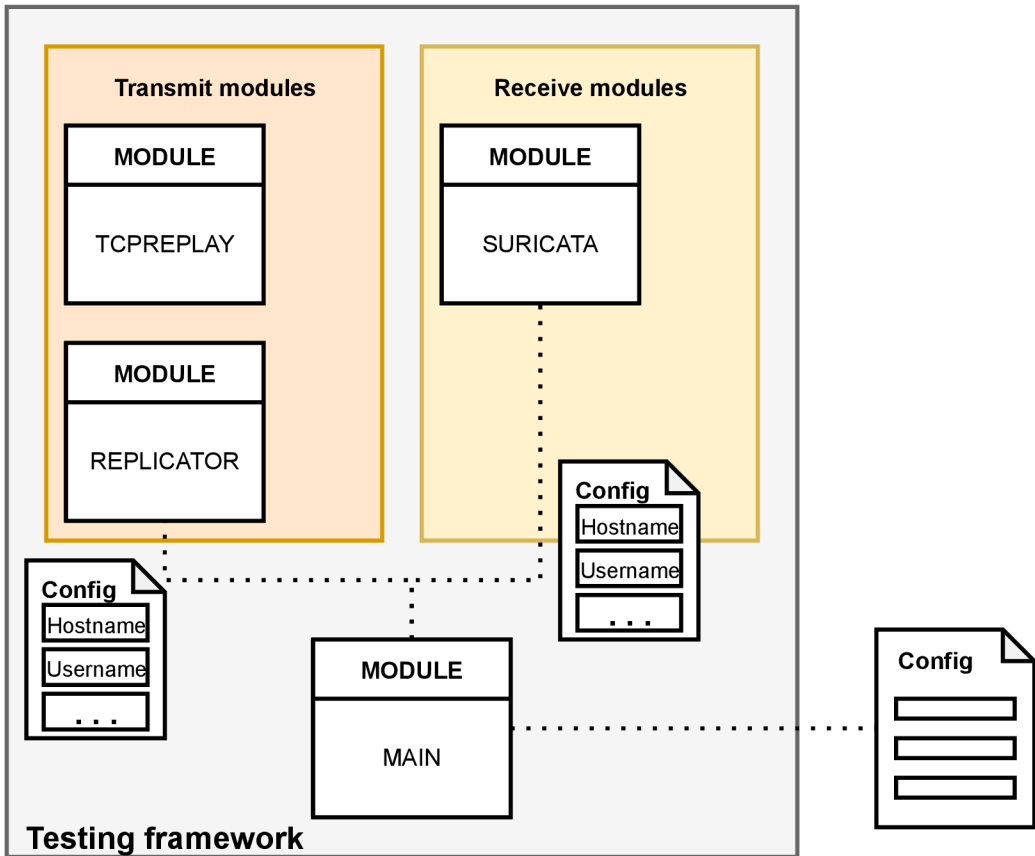 Transmit modules
MODULE
TCPREPLAY
MODULE
REPLICATOR
Receive modules
MODULE
SURICATA
Config
Hostname
Username
...
Config
Hostname
Username
...
MODULE
MAIN
Config
Testing framework